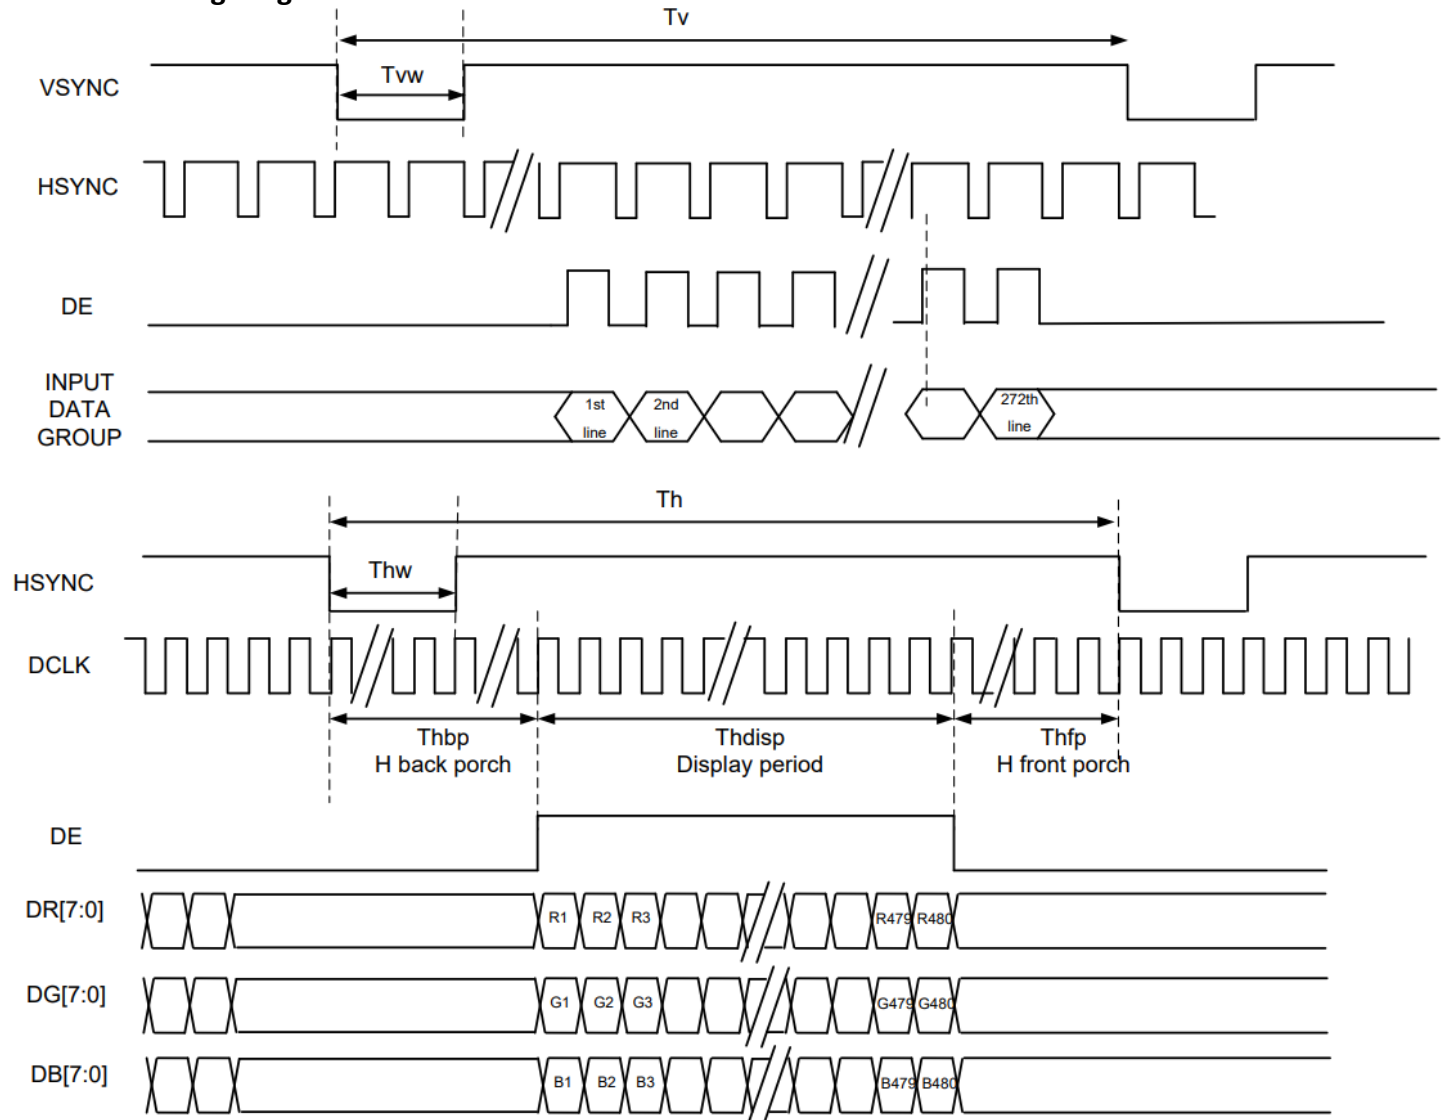 Tv
Tvw
VSYNC
HSYNC
DE
INPUT
DATA
GROUP
1st
line
2nd
line
272th
line
Th
Thw
HSYNC
DCLK
Thbp
H back porch
Thdisp
Display period
Thfp
H front porch
DE
DR[7:0]
R1 R2 R3 R479 R480
DG[7:0]
G1 G2 G3 G479 G480
DB[7:0]
B1 B2 B3 B479 B480